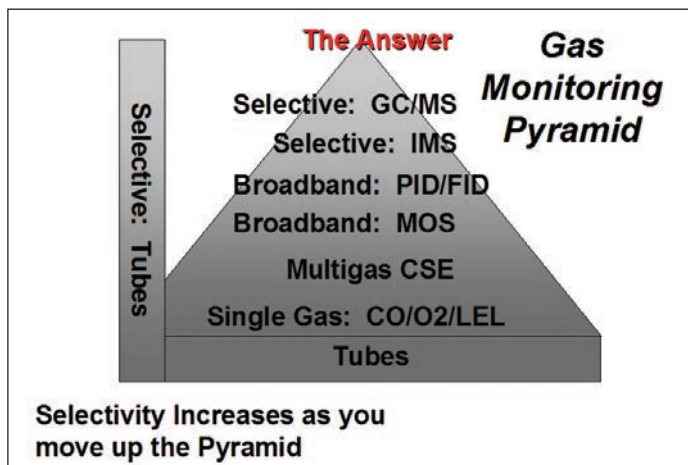 The Answer
Gas
Monitoring
Pyramid
Selective: GC/MS
Selective: IMS
Broadband: PID/FID
Broadband: MOS
Multigas CSE
Single Gas: CO/O2/LEL
Tubes
Selective: Tubes
Selectivity Increases as you
move up the Pyramid